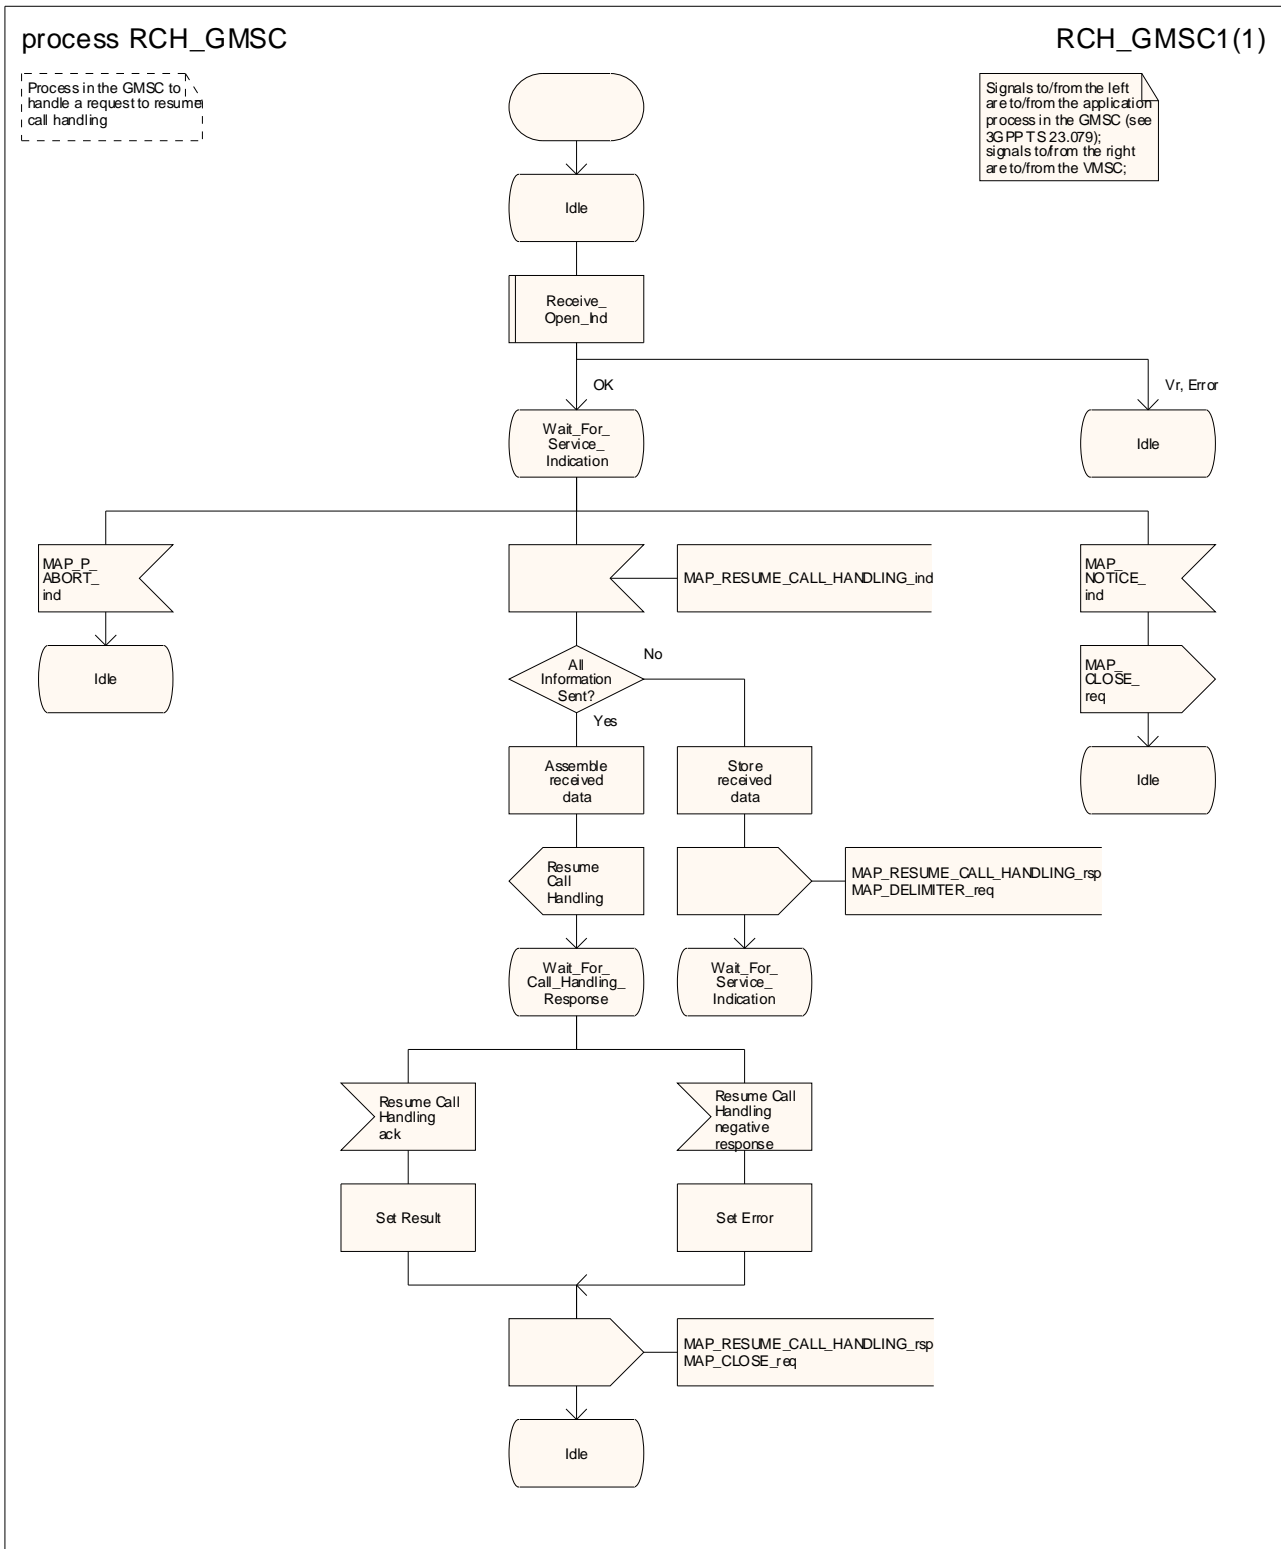 process RCH_GMSC
RCH_GMSC1(1)
Process in the GMSC to
handle a request to resume
call handling
Signals to/from the left
are to/from the application
process in the GMSC (see
3GPP TS 23.079);
signals to/from the right
are to/from the VMSC;
Idle
Receive_
Open_Ind
OK
Vr, Error
Wait_For_
Service_
Indication
Idle
MAP_P_
ABORT_
ind
MAP_RESUME_CALL_HANDLING_ind
MAP_
NOTICE_
ind
Idle
All
Information
Sent?
No
Yes
MAP_
CLOSE_
req
Assemble
received
data
Store
received
data
Idle
Resume
Call
Handling
MAP_RESUME_CALL_HANDLING_rsp
MAP_DELIMITER_req
Wait_For_
Call_Handling_
Response
Wait_For_
Service_
Indication
Resume Call
Handling
ack
Resume Call
Handling
negative
response
Set Result
Set Error
MAP_RESUME_CALL_HANDLING_rsp
MAP_CLOSE_req
Idle